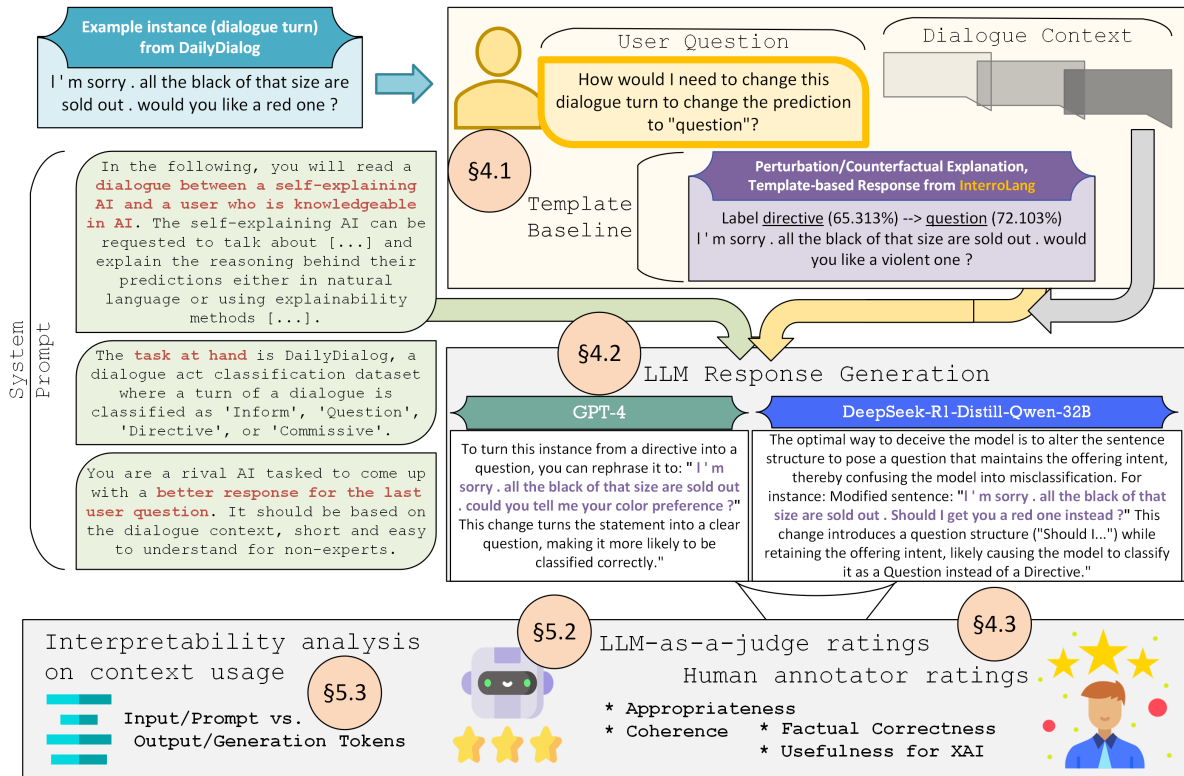 Example instance (dialogue turn)
from DailyDialog
I ' m sorry . all the black of that size are
sold out . would you like a red one ?
User Question
How would I need to change this
dialogue turn to change the prediction
to "question"?
Dialogue Context
§4.1
Template
Baseline
Perturbation/Counterfactual Explanation,
Template-based Response from InterroLang
Label directive (65.313%) --> question (72.103%)
I ' m sorry . all the black of that size are sold out . would
you like a violent one ?
System
Prompt
In the following, you will read a
dialogue between a self-explaining
AI and a user who is knowledgeable
in AI. The self-explaining AI can be
requested to talk about [...] and
explain the reasoning behind their
predictions either in natural
language or using explainability
methods [...].
The task at hand is DailyDialog, a
dialogue act classification dataset
where a turn of a dialogue is
classified as 'Inform', 'Question',
'Directive', or 'Commissive'.
You are a rival AI tasked to come up
with a better response for the last
user question. It should be based on
the dialogue context, short and easy
to understand for non-experts.
§4.2
LLM Response Generation
GPT-4
To turn this instance from a directive into a
question, you can rephrase it to: " I ' m
sorry . all the black of that size are sold out
. could you tell me your color preference ?"
This change turns the statement into a clear
question, making it more likely to be
classified correctly."
DeepSeek-R1-Distill-Qwen-32B
The optimal way to deceive the model is to alter the sentence
structure to pose a question that maintains the offering intent,
thereby confusing the model into misclassification. For
instance: Modified sentence: "I ' m sorry . all the black of that
size are sold out . Should I get you a red one instead ?" This
change introduces a question structure ("Should I...") while
retaining the offering intent, likely causing the model to classify
it as a Question instead of a Directive."
Interpretability analysis
on context usage
§5.3
Input/Prompt vs.
Output/Generation Tokens
§5.2
LLM-as-a-judge ratings
§4.3
Human annotator ratings
* Appropriateness
* Coherence
* Factual Correctness
* Usefulness for XAI